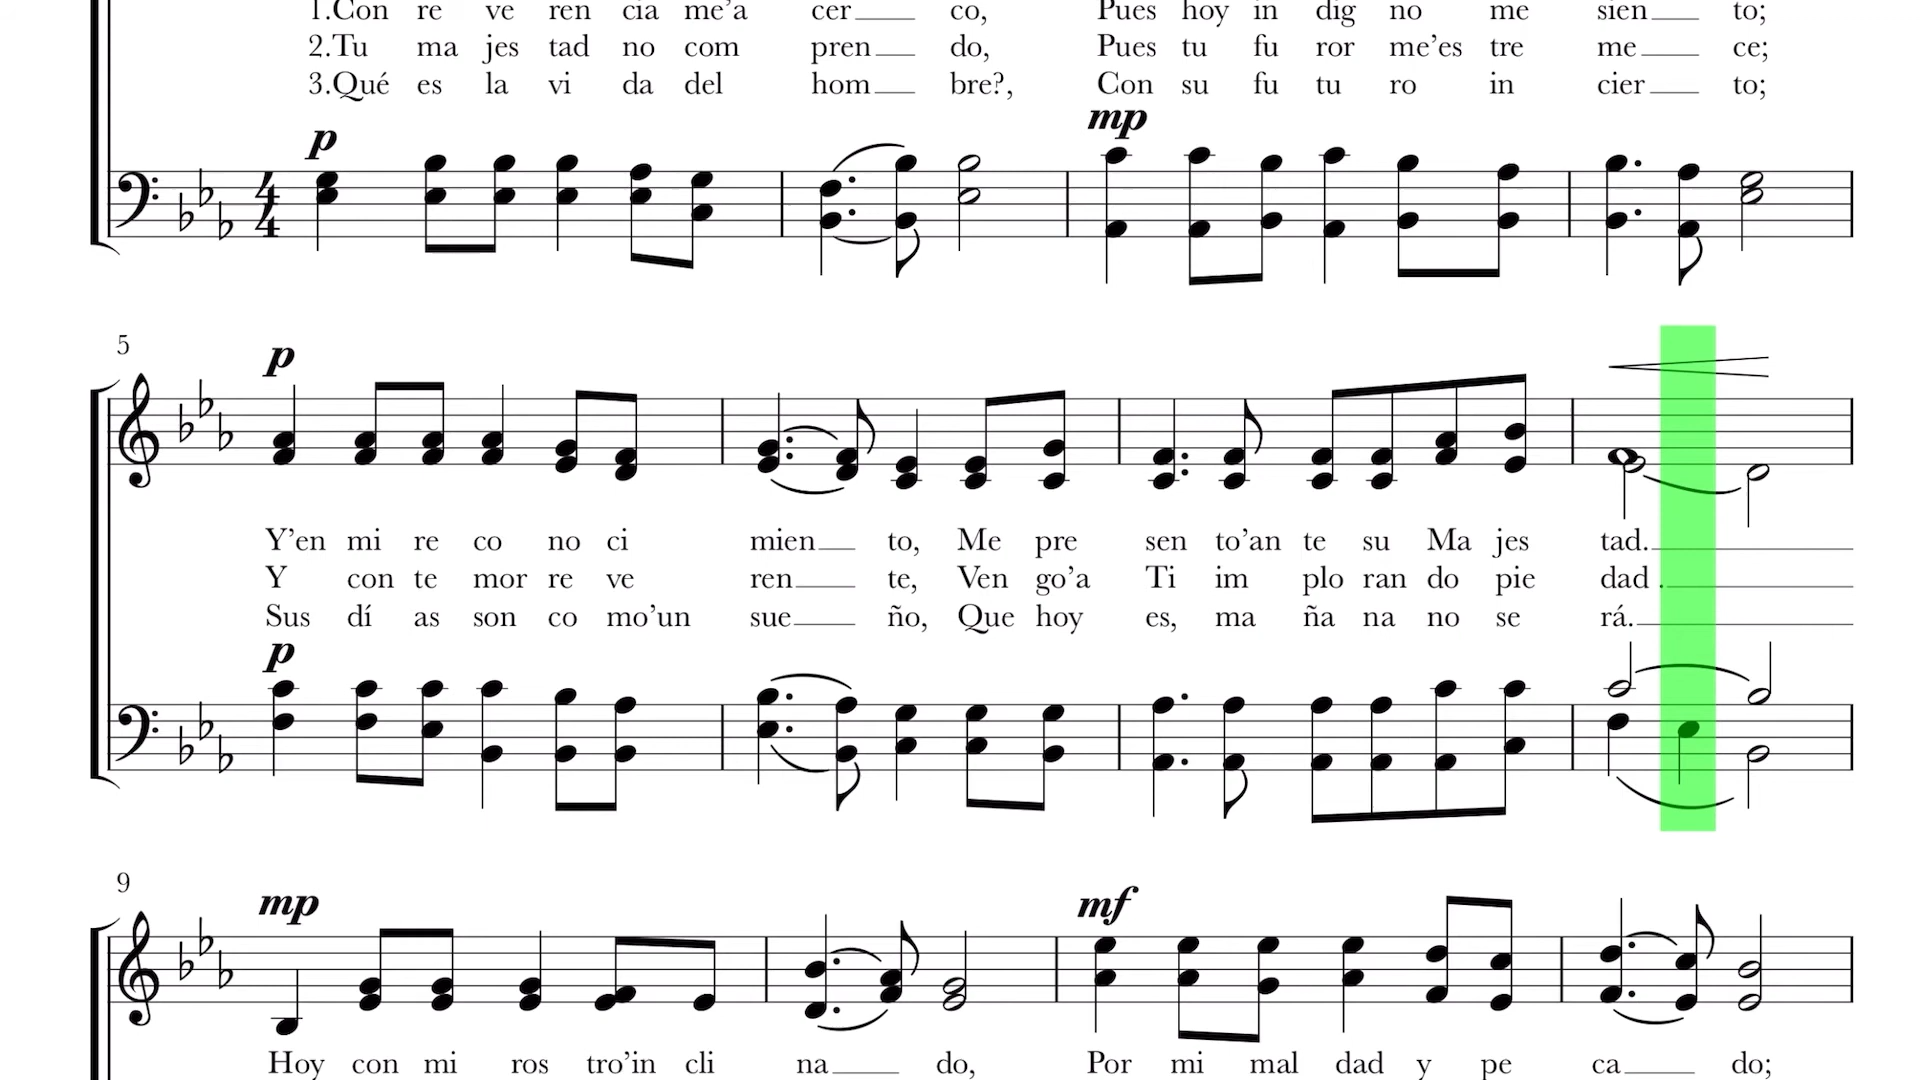 1.Con re ve ren cia me’a cer co, Pues hoy in dig no me sien to;
2.Tu ma jes tad no com pren do, Pues tu fu ror me’es tre me ce;
3.Qué es la vi da del hom bre?, Con su fu tu ro in cier to;
p mp
4
4
5
p
Y’en mi re co no ci mien to, Me pre sen to’an te su Ma jes tad.
Y con te mor re ve ren te, Ven go’a Ti im plo ran do pie dad .
Sus dí as son co mo’un sue ño, Que hoy es, ma ña na no se rá.
p
9
mp mf
Hoy con mi ros tro’in cli na do, Por mi mal dad y pe ca do;